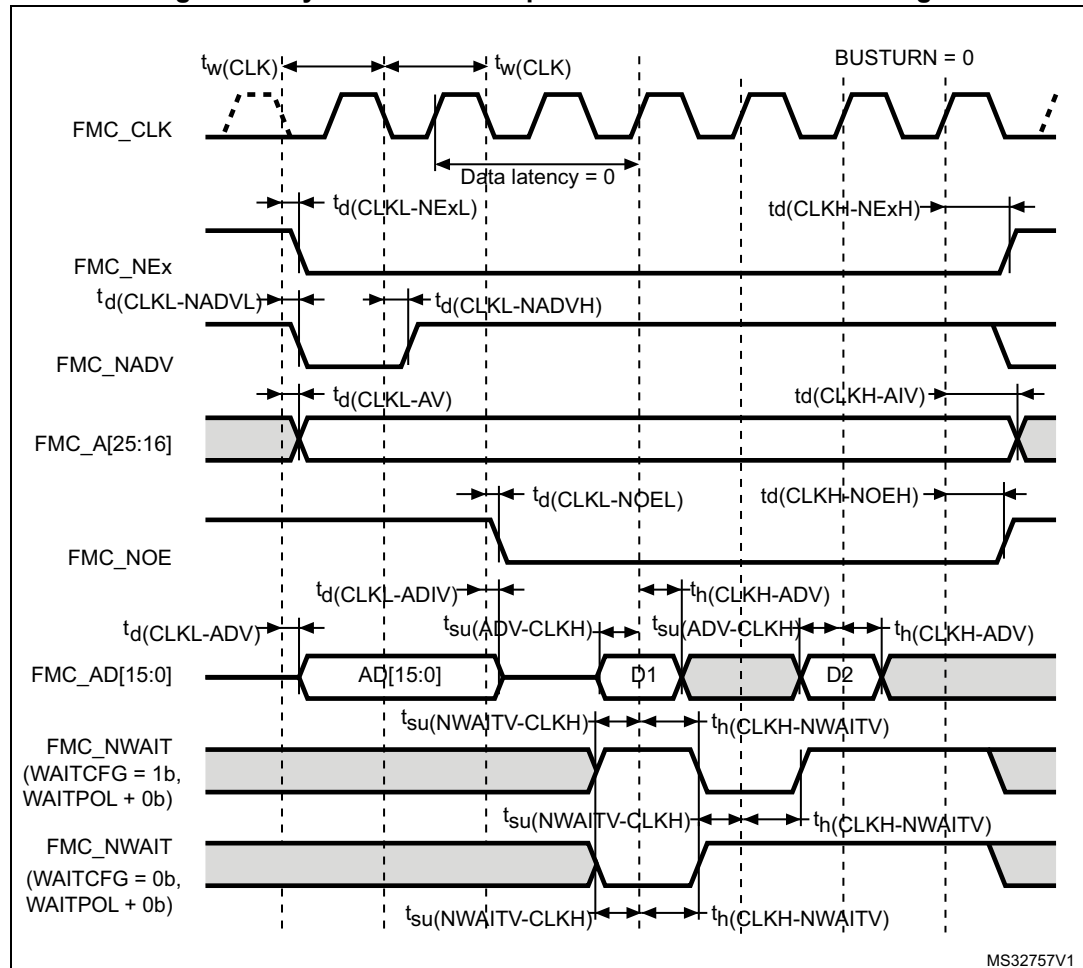 tw(CLK) tw(CLK) BUSTURN = 0
FMC_CLK
Data latency = 0
td(CLKL-NExL) td(CLKH-NExH)
FMC_NEx
td(CLKL-NADVL) td(CLKL-NADVH)
FMC_NADV
td(CLKL-AV) td(CLKH-AIV)
FMC_A[25:16]
td(CLKL-NOEL) td(CLKH-NOEH)
FMC_NOE
td(CLKL-ADIV) th(CLKH-ADV)
td(CLKL-ADV) tsu(ADV-CLKH) tsu(ADV-CLKH) th(CLKH-ADV)
FMC_AD[15:0] AD[15:0] D1 D2
tsu(NWAITV-CLKH) th(CLKH-NWAITV)
FMC_NWAIT
(WAITCFG = 1b,
WAITPOL + 0b)
tsu(NWAITV-CLKH) th(CLKH-NWAITV)
FMC_NWAIT
(WAITCFG = 0b,
WAITPOL + 0b)
tsu(NWAITV-CLKH) th(CLKH-NWAITV)
MS32757V1